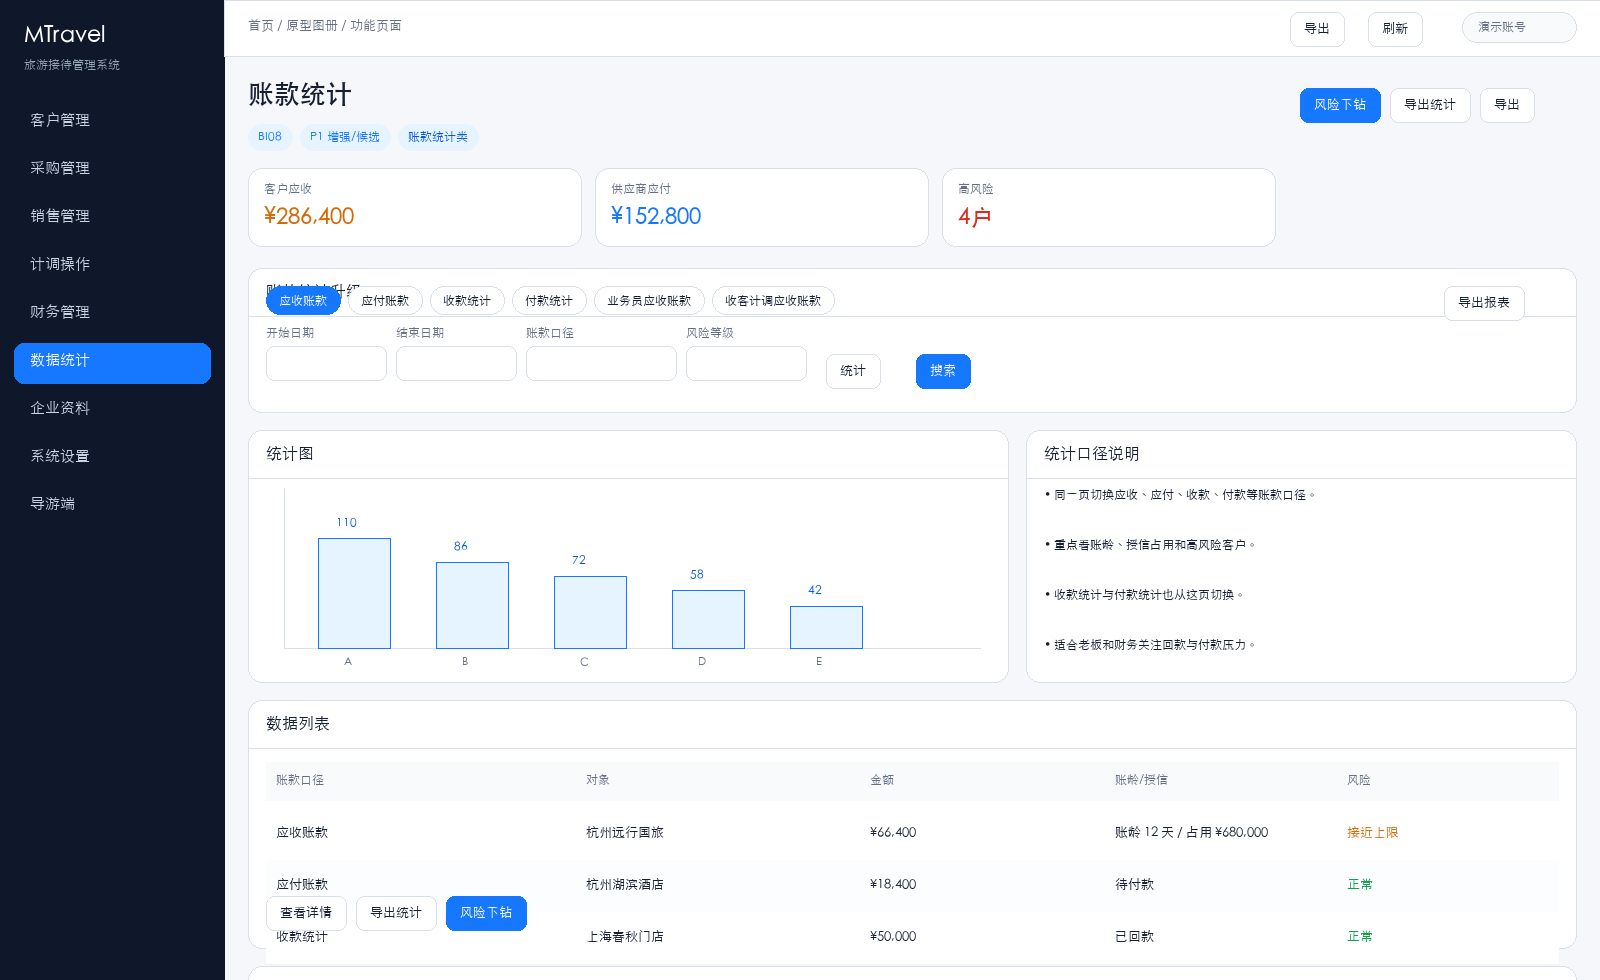 MTravel
旅游接待管理系统
客户管理
采购管理
销售管理
计调操作
财务管理
数据统计
企业资料
系统设置
导游端
首页 / 原型图册 / 功能页面
导出
刷新
演示账号
账款统计
BI08
P1 增强/候选
账款统计类
风险下钻
导出统计
导出
客户应收
¥286,400
供应商应付
¥152,800
高风险
4户
应收账款
应付账款
收款统计
付款统计
业务员应收账款
收客计调应收账款
导出报表
开始日期
结束日期
账款口径
风险等级
统计
搜索
统计图
110
86
72
58
42
A
B
C
D
E
统计口径说明
• 同一页切换应收、应付、收款、付款等账款口径。
• 重点看账龄、授信占用和高风险客户。
• 收款统计与付款统计也从这页切换。
• 适合老板和财务关注回款与付款压力。
数据列表
账款口径 对象 金额 账龄/授信 风险
应收账款 杭州远行国旅 ¥66,400 账龄 12 天 / 占用 ¥680,000 接近上限
应付账款 杭州湖滨酒店 ¥18,400 待付款 正常
查看详情
导出统计
风险下钻
收款统计 上海春秋门店 ¥50,000 已回款 正常